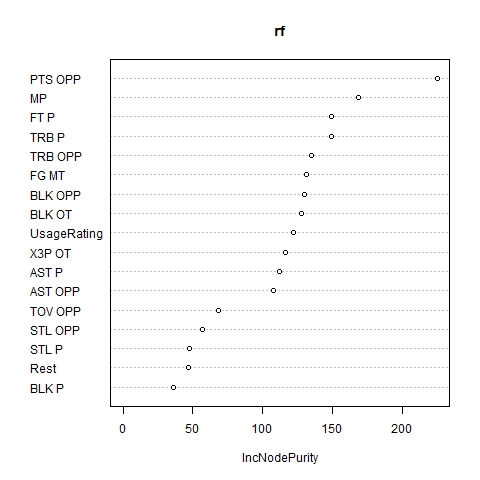 rf
PTS OPP
MP
FT P
TRB P
TRB OPP
FG MT
BLK OPP
BLK OT
UsageRating
X3P OT
AST P
AST OPP
TOV OPP
STL OPP
STL P
Rest
BLK P
0 50 100 150 200
IncNodePurity